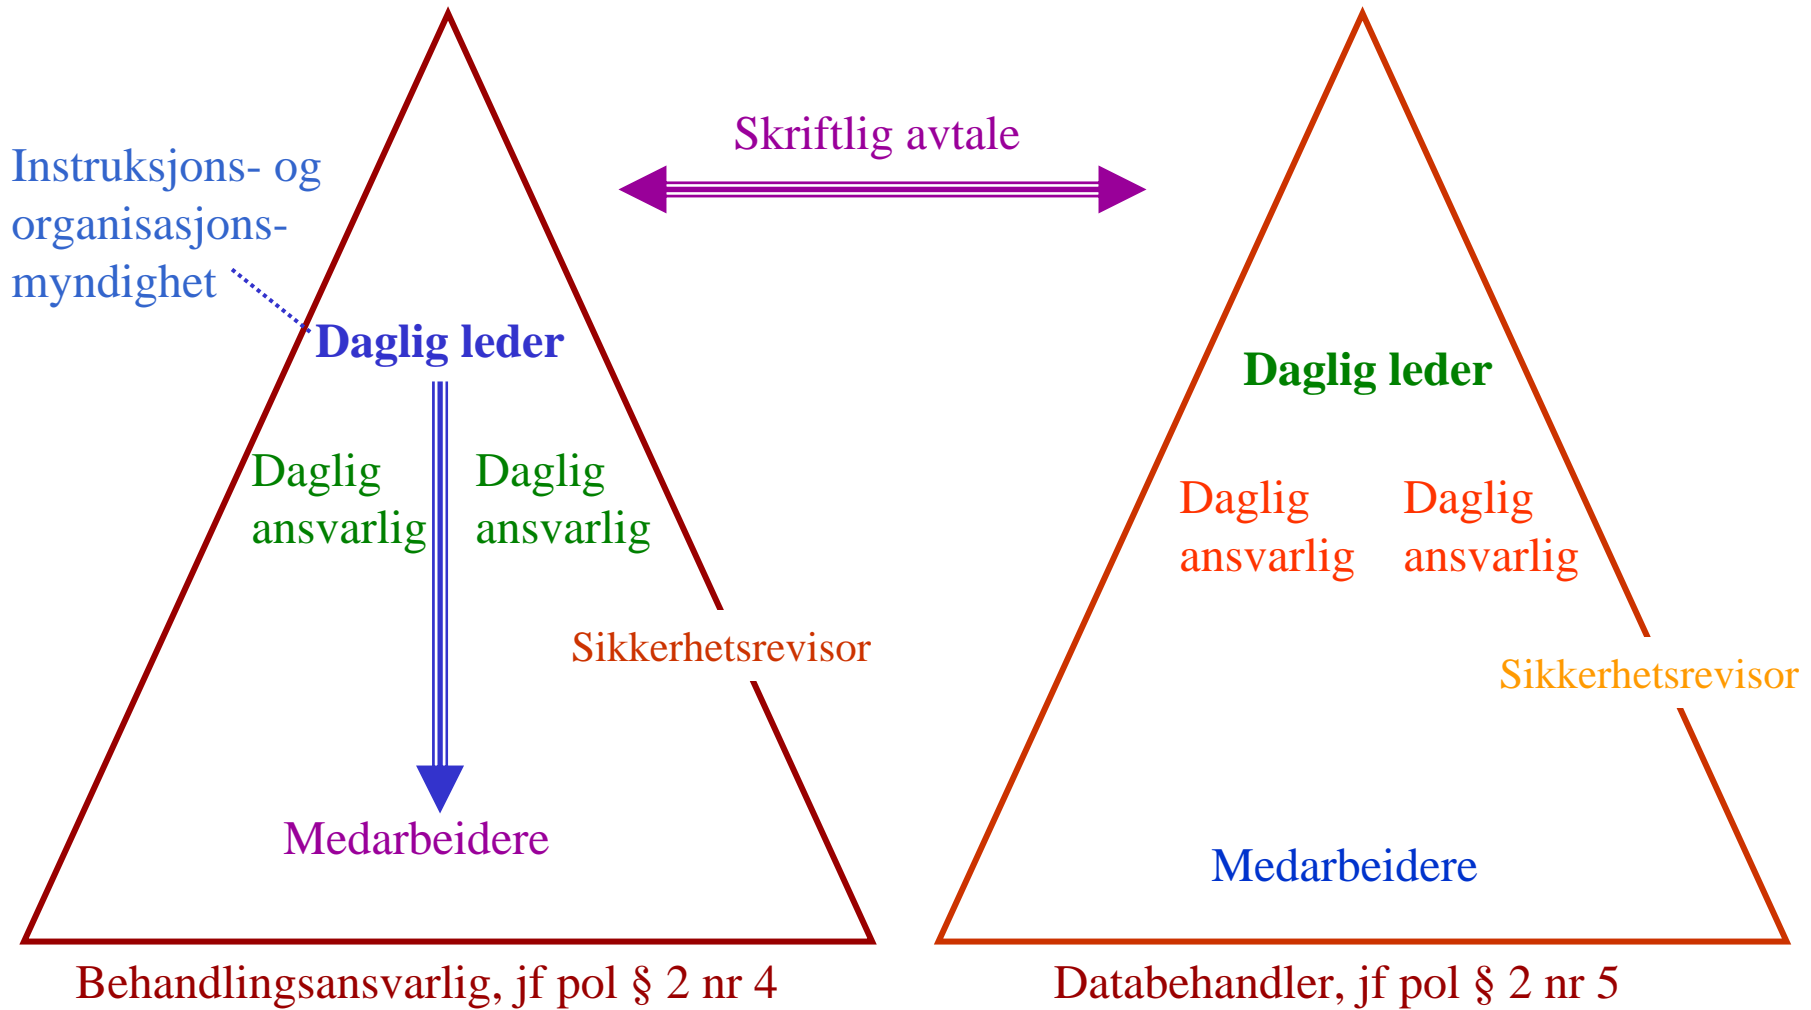 Skriftlig avtale
Instruksjons- og
organisasjons-
myndighet
Daglig leder
Daglig
ansvarlig
Daglig
ansvarlig
Sikkerhetsrevisor
Medarbeidere
Behandlingsansvarlig, jf pol § 2 nr 4
Daglig leder
Daglig
ansvarlig
Daglig
ansvarlig
Sikkerhetsrevisor
Medarbeidere
Databehandler, jf pol § 2 nr 5